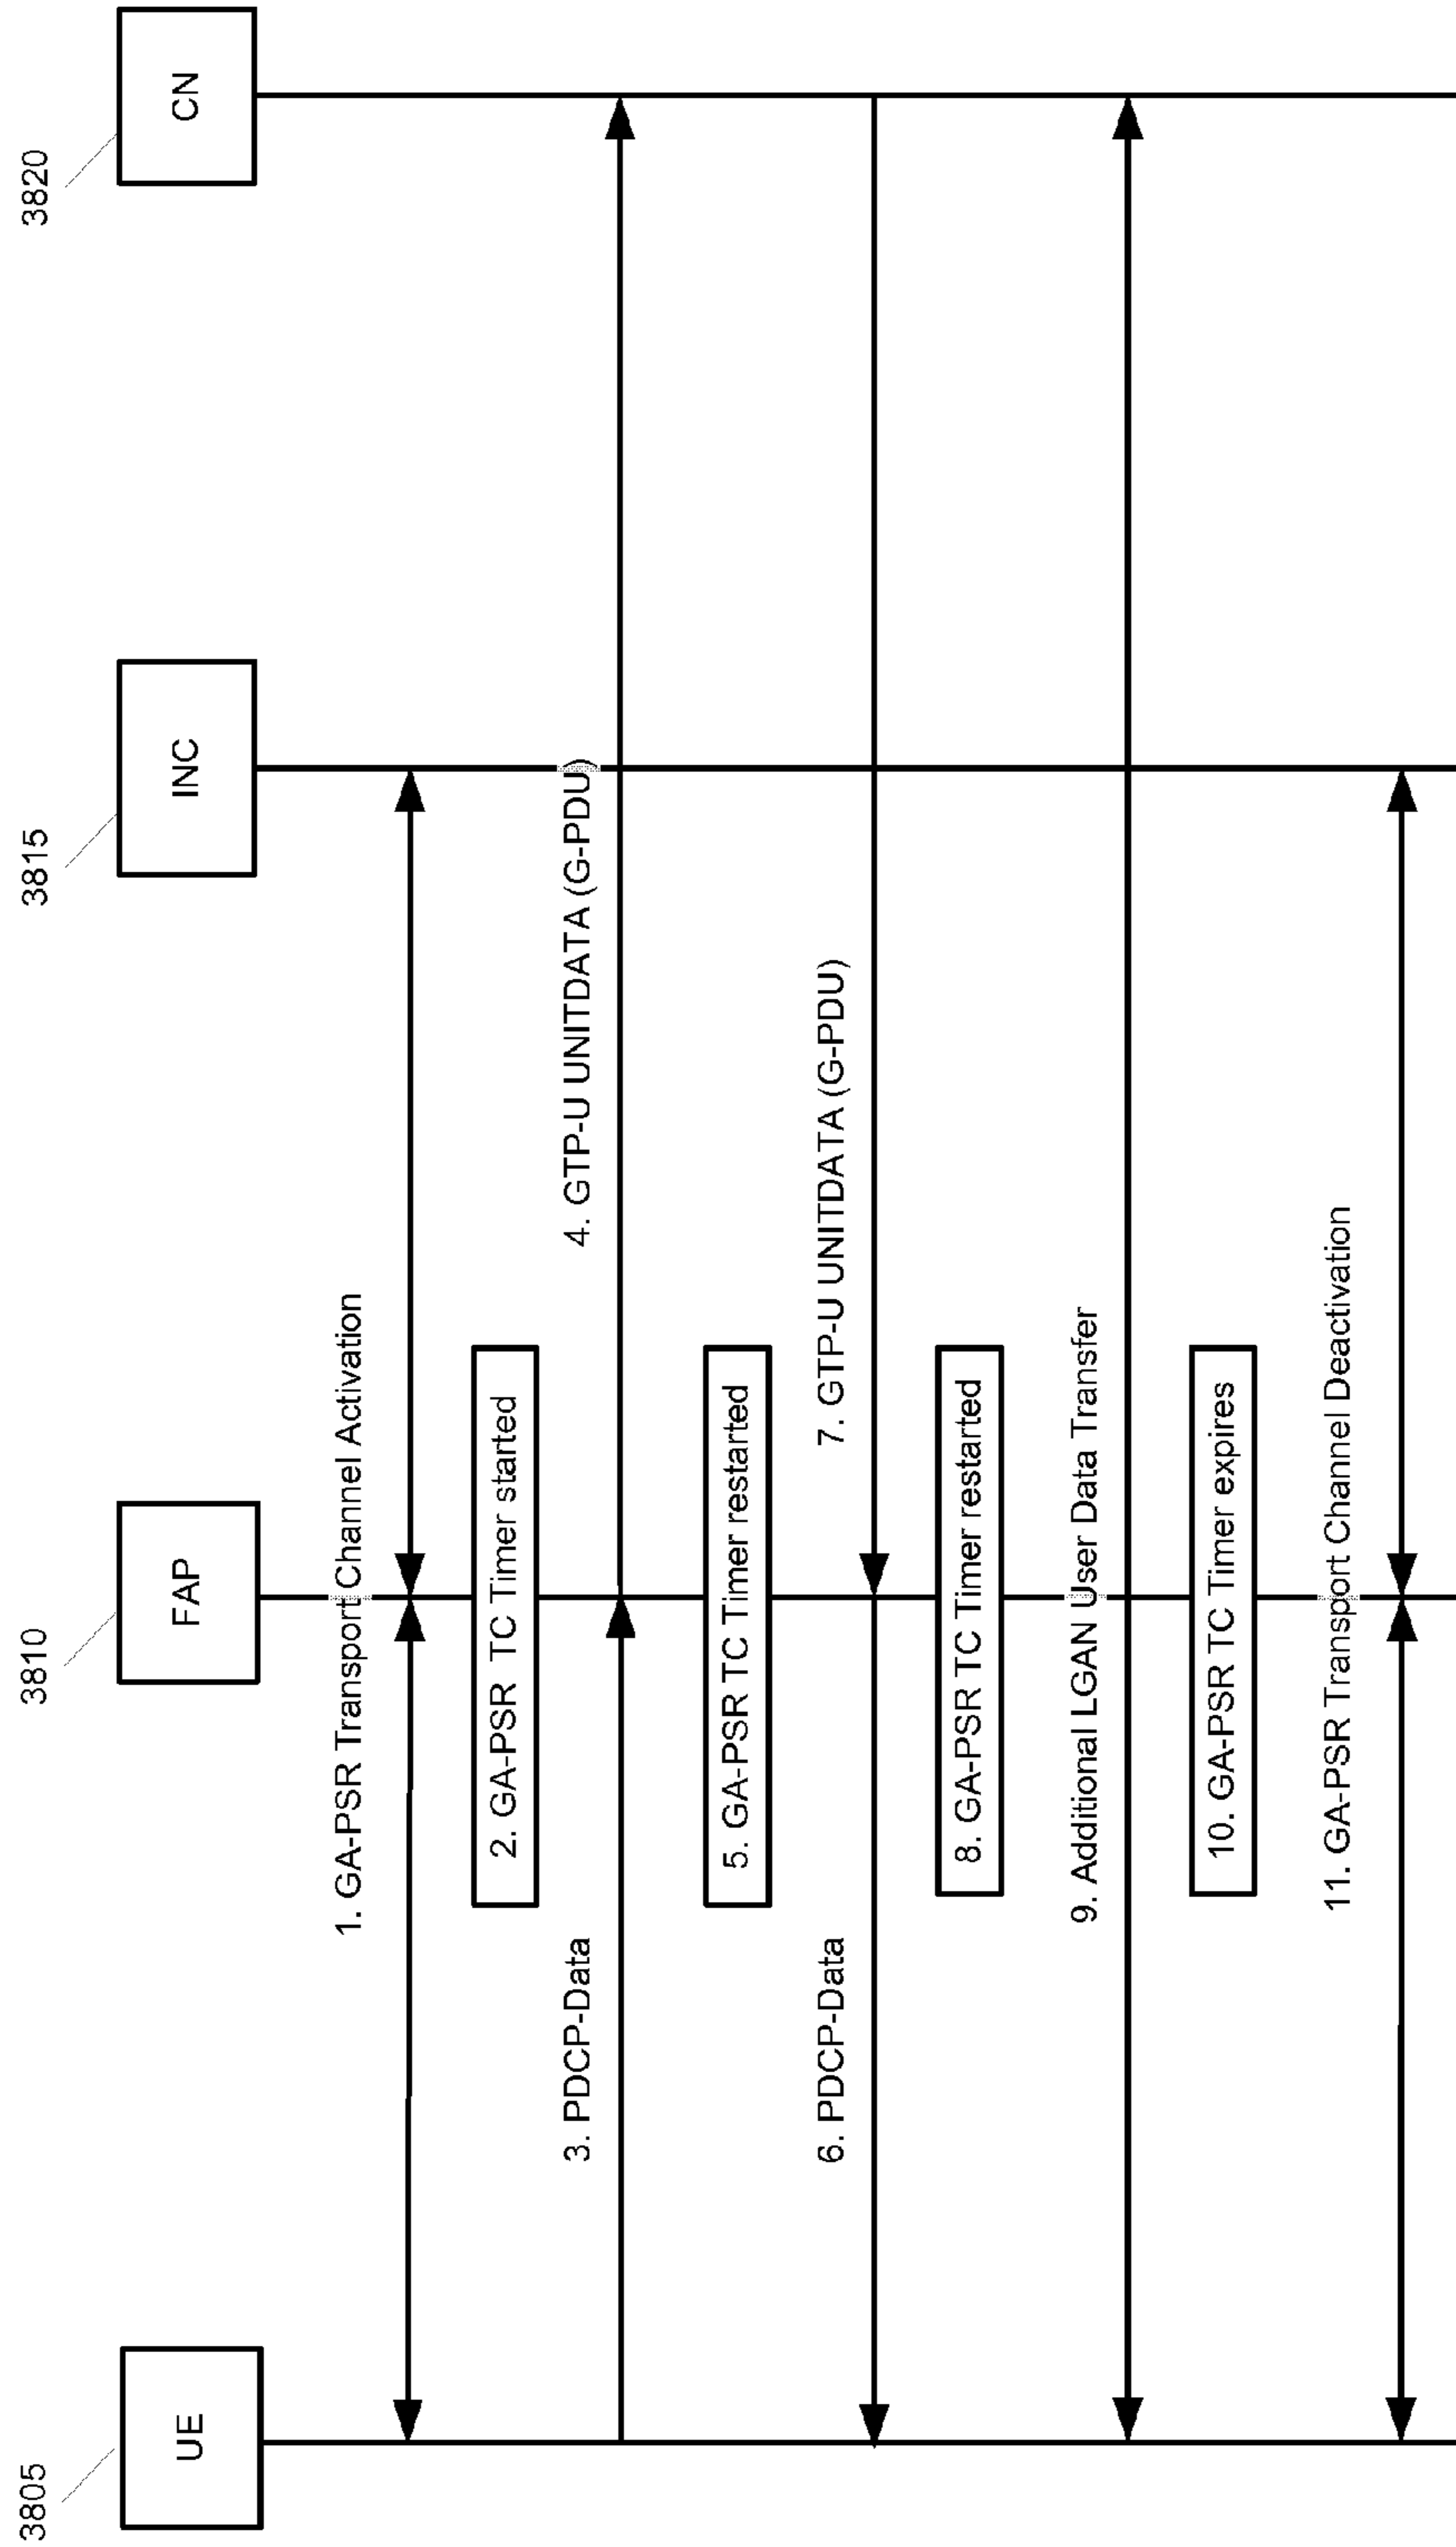 3805
3810
3815
3820
UE
FAP
INC
CN
1. GA-PSR Transport Channel Activation
2. GA-PSR TC Timer started
3. PDCP-Data
4. GTP-U UNITDATA (G-PDU)
5. GA-PSR TC Timer restarted
6. PDCP-Data
7. GTP-U UNITDATA (G-PDU)
8. GA-PSR TC Timer restarted
9. Additional LGAN User Data Transfer
10. GA-PSR TC Timer expires
11. GA-PSR Transport Channel Deactivation